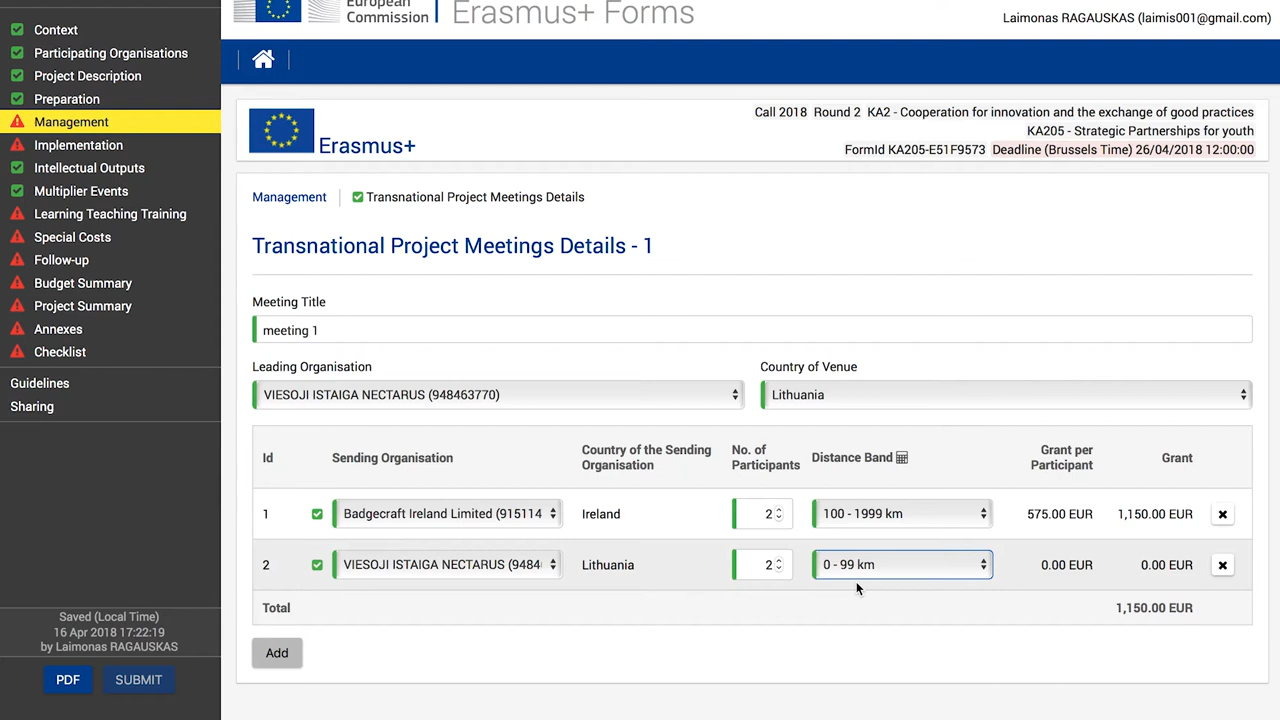 European
Commission
Erasmus+ Forms
Laimonas RAGAUSKAS (laimis001@gmail.com)
Context
Participating Organisations
Project Description
Preparation
Management
Implementation
Intellectual Outputs
Multiplier Events
Learning Teaching Training
Special Costs
Follow-up
Budget Summary
Project Summary
Annexes
Checklist
Guidelines
Sharing
Saved (Local Time)
16 Apr 2018 17:22:19
by Laimonas RAGAUSKAS
PDF
SUBMIT
Erasmus+
Call 2018 Round 2 KA2 - Cooperation for innovation and the exchange of good practices
KA205 - Strategic Partnerships for youth
FormId KA205-E51F9573 Deadline (Brussels Time) 26/04/2018 12:00:00
Management
Transnational Project Meetings Details
Transnational Project Meetings Details - 1
Meeting Title
meeting 1
Leading Organisation
Country of Venue
VIESOJI ISTAIGA NECTARUS (948463770)
Lithuania
Id
Sending Organisation
Country of the Sending
Organisation
No. of
Participants
Distance Band
Grant per
Participant
Grant
1 Badgecraft Ireland Limited (915114 Ireland 2 100 - 1999 km 575.00 EUR 1,150.00 EUR
2 VIESOJI ISTAIGA NECTARUS (9484 Lithuania 2 0 - 99 km 0.00 EUR 0.00 EUR
Total 1,150.00 EUR
Add